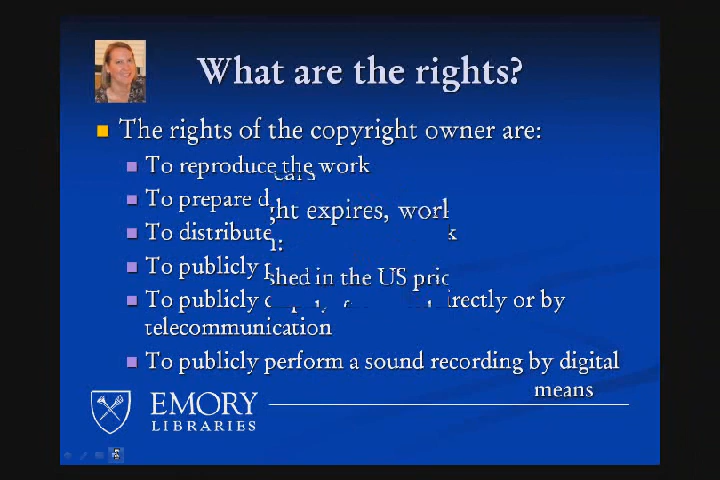 What are the rights?
The rights of the copyright owner are:
To reproduce the work
To prepare
ght expires, work
To distribute
n:
To publicly
shed in the US
To publicly directly or by
telecommunication
To publicly perform a sound recording by digital
means
EMORY
LIBRARIES